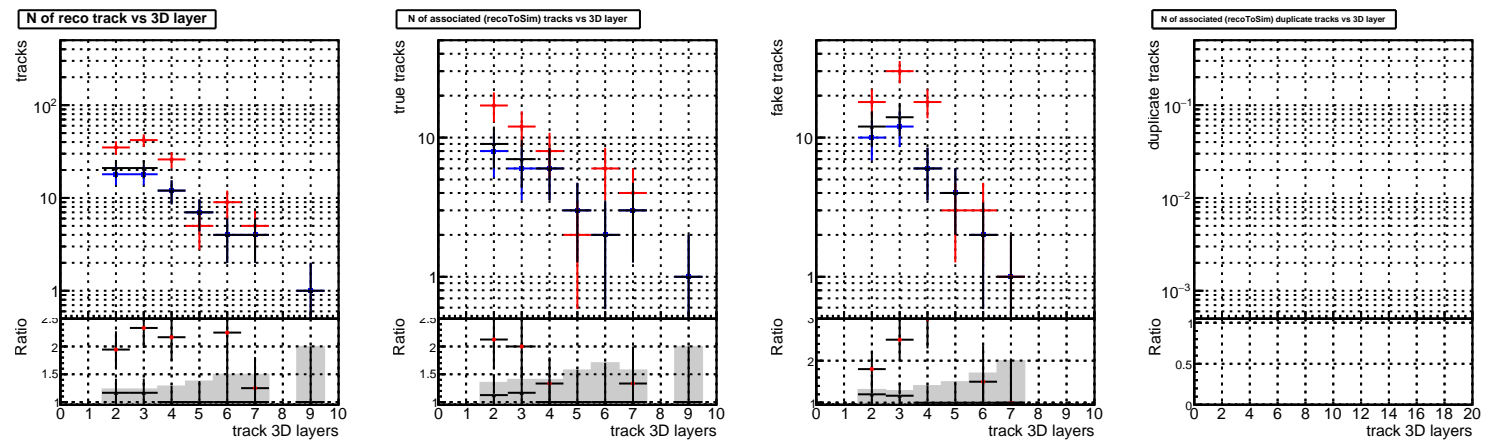 N of reco track vs 3D layer
tracks
10²
10
1
Ratio
2.5
2
1.5
1
0 1 2 3 4 5 6 7 8 9 10
track 3D layers
N of associated (recoToSim) tracks vs 3D layer
true tracks
10
1
Ratio
2.5
2
1.5
1
0 1 2 3 4 5 6 7 8 9 10
track 3D layers
fake tracks
10
1
Ratio
3
2
1
0 1 2 3 4 5 6 7 8 9 10
track 3D layers
N of associated (recoToSim) duplicate tracks vs 3D layer
duplicate tracks
10⁻¹
10⁻²
10⁻³
Ratio
1
0.5
0
0 2 4 6 8 10 12 14 16 18 20
track 3D layers